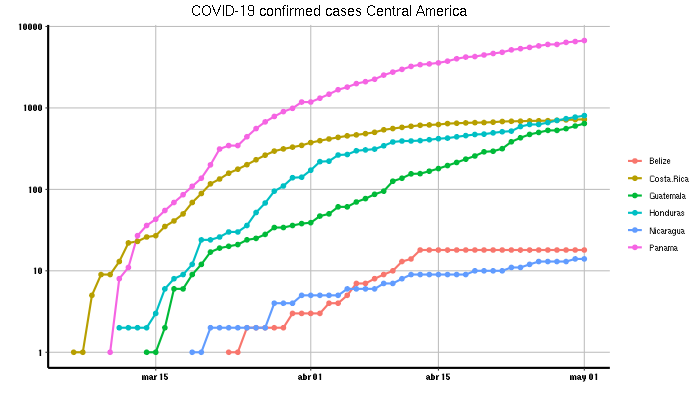 COVID-19 confirmed cases Central America
10000
1000
100
10
1
mar 15
abr 01
abr 15
may 01
Belize
Costa.Rica
Guatemala
Honduras
Nicaragua
Panama